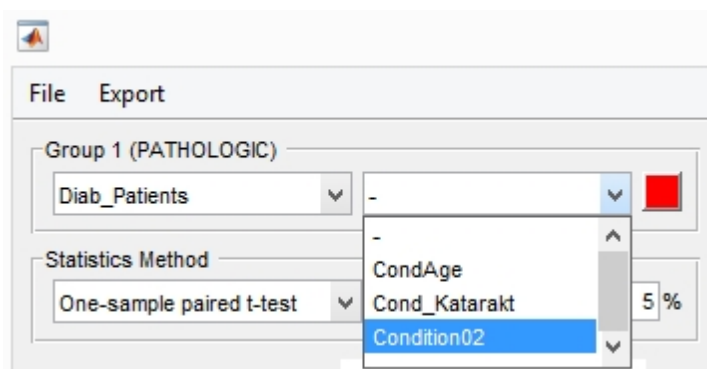 File Export
Group 1 (PATHOLOGIC)
Diab_Patients -
-
CondAge
Cond_Katarakt
Condition02
Statistics Method
One-sample paired t-test 5 %